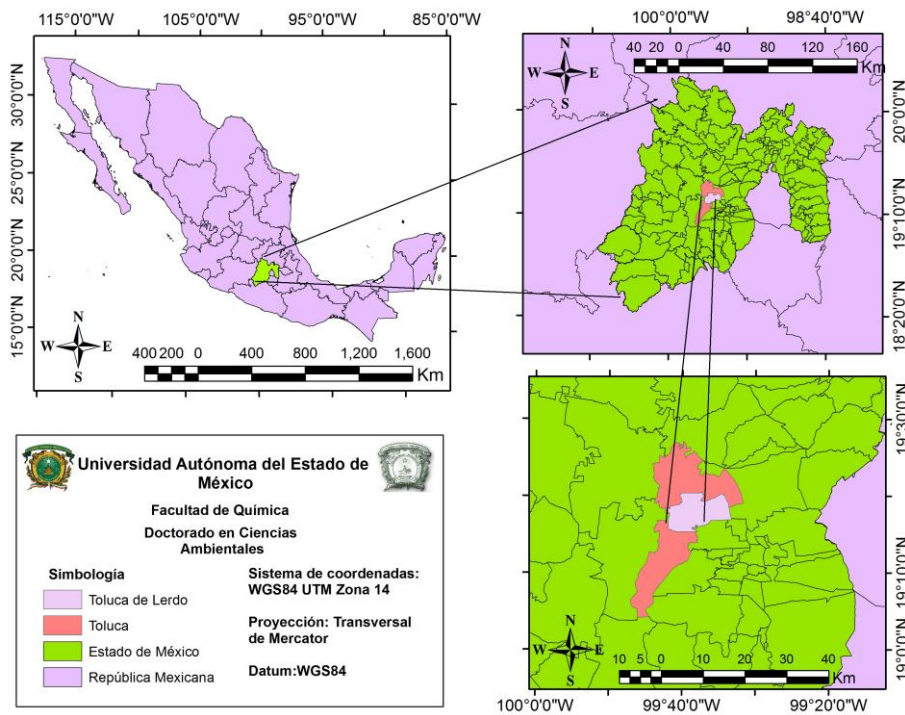 115°0'0"W 105°0'0"W 95°0'0"W 85°0'0"W
30°0'0"N
25°0'0"N
20°0'0"N
15°0'0"N
N
W E
S
400 200 0 400 800 1,200 1,600
Km
100°0'0"W 98°40'0"W
40 20 0 40 80 120 160
Km
N
W E
S
20°0'0"N
19°10'0"N
18°20'0"N
Universidad Autónoma del Estado de
México
Facultad de Química
Doctorado en Ciencias
Ambientales
Simbología
Toluca de Lerdo
Toluca
Estado de México
República Mexicana
Sistema de coordenadas:
WGS84 UTM Zona 14
Proyección: Transversal
de Mercator
Datum:WGS84
19°30'0"N
19°10'0"N
19°0'0"N
N
W E
S
10 5 0 10 20 30 40
Km
100°0'0"W 99°40'0"W 99°20'0"W